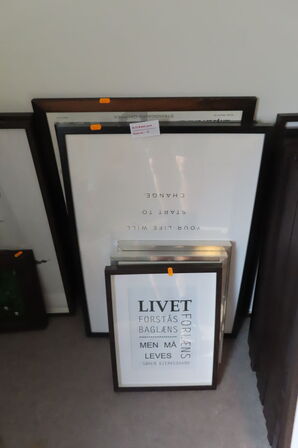 CHANGE
START TO
YOUR LIFE WILL
LIVET
FORSTÅS
BAGLÆNS
MEN MÅ
LEVES
FORLÆNS
SØREN KIERKEGAARD